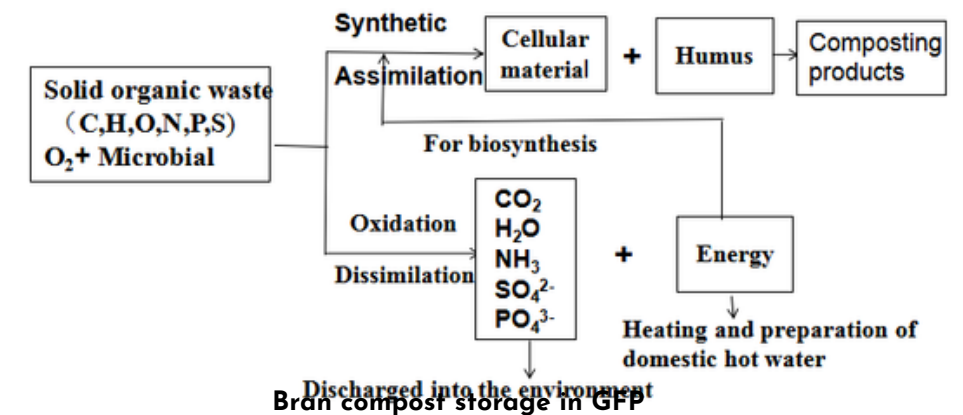 Synthetic
Assimilation
Cellular
material
+
Humus
Composting
products
Solid organic waste
（C,H,O,N,P,S)
O₂+ Microbial
For biosynthesis
Oxidation
Dissimilation
CO₂
H₂O
NH₃
SO₄²⁻
PO₄³⁻
+
Energy
Heating and preparation of
domestic hot water
Discharged into the environment
Bran compost storage in GFP